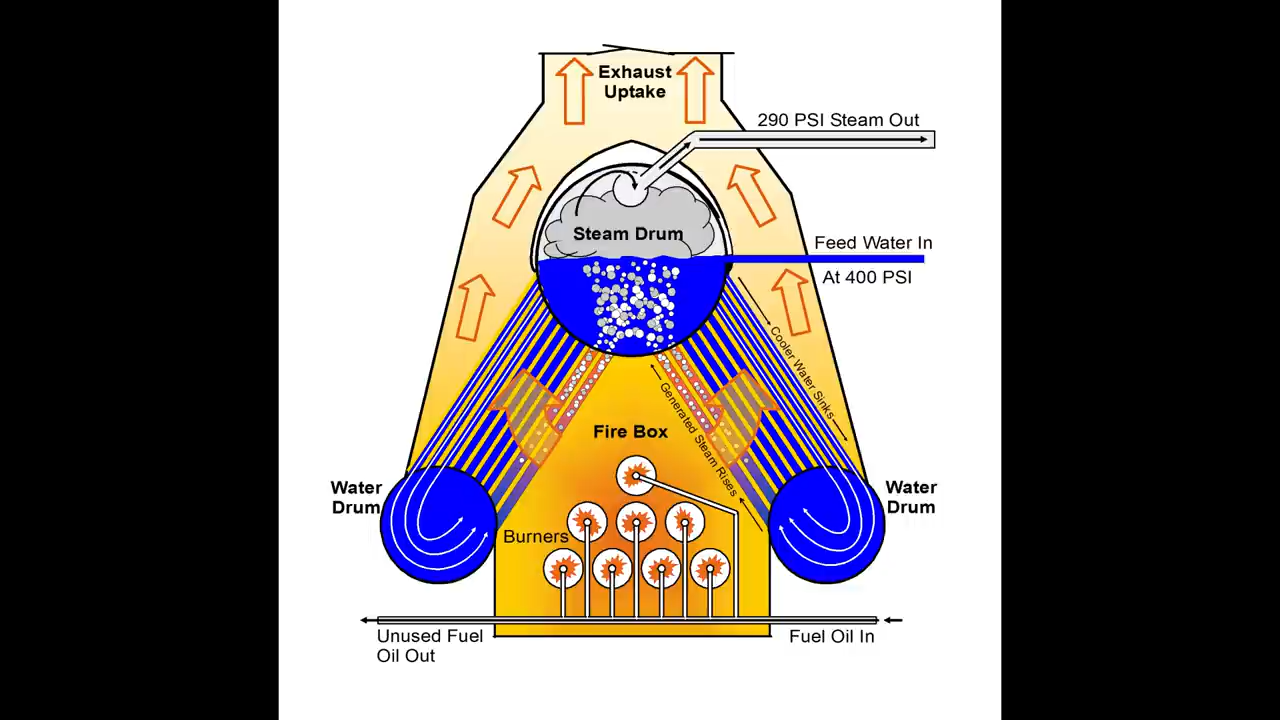 Exhaust
Uptake
290 PSI Steam Out
Steam Drum
Feed Water In
At 400 PSI
Cooler Water Sinks
Generated Steam Rises
Fire Box
Water
Drum
Water
Drum
Burners
Unused Fuel
Oil Out
Fuel Oil In